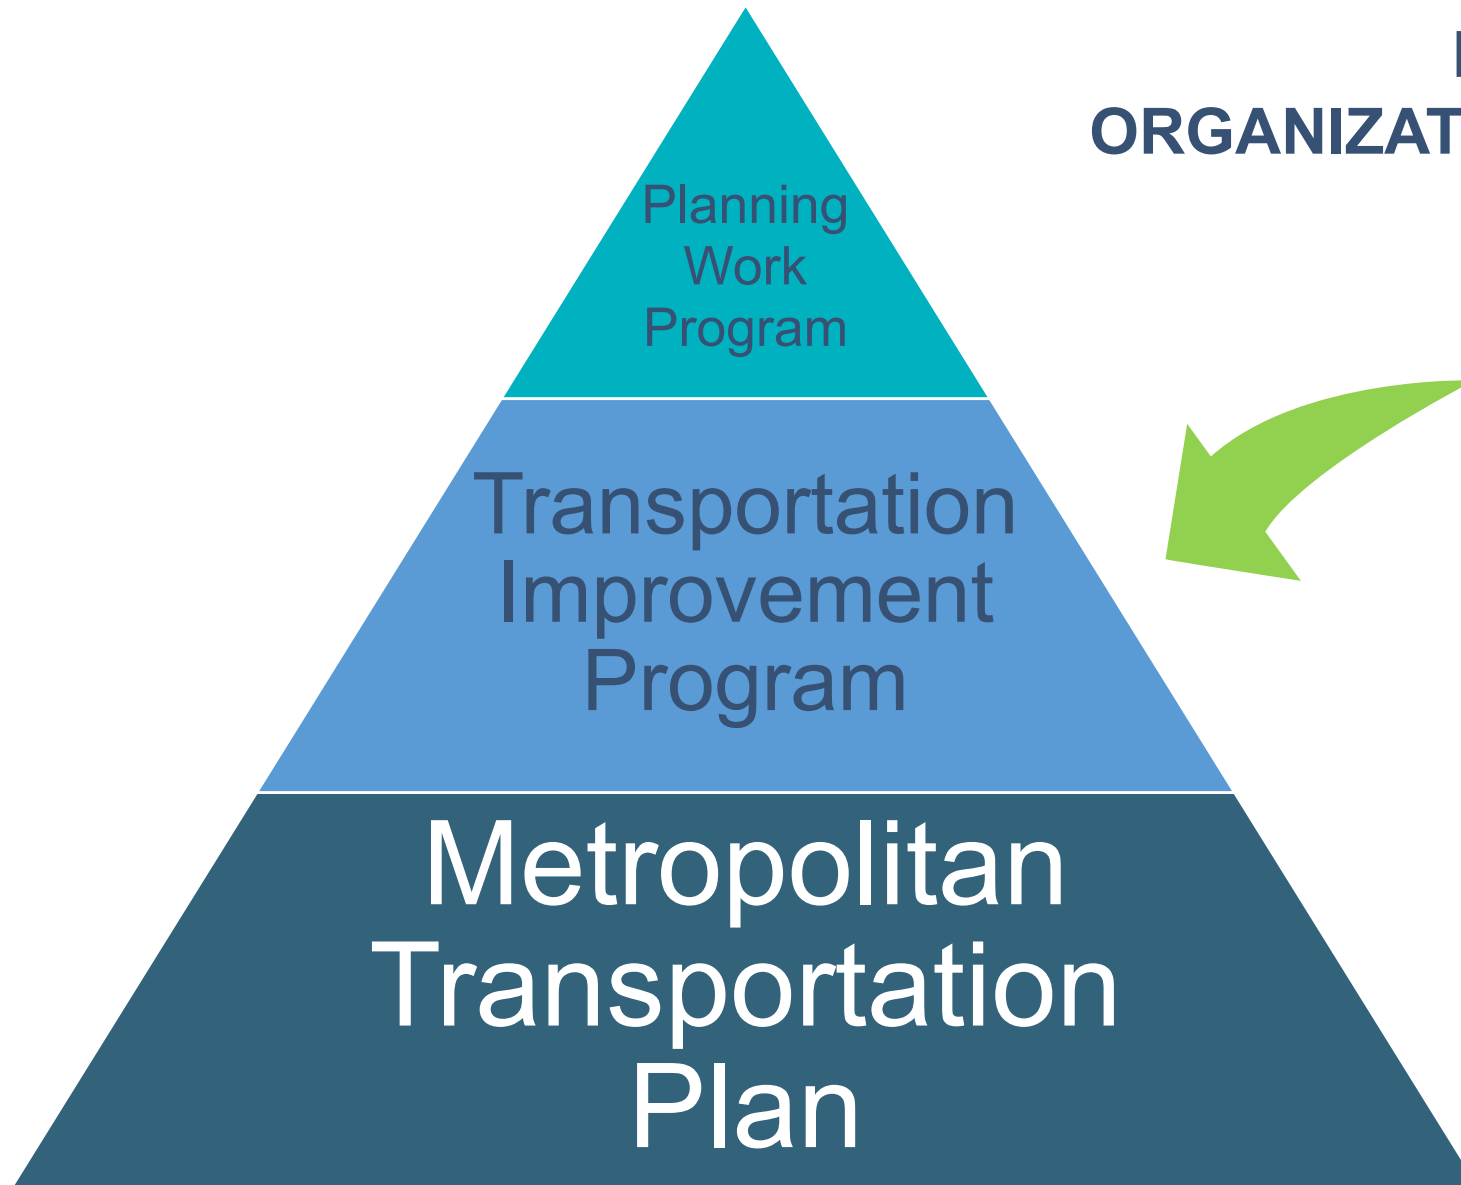 ORGANIZAT
Planning
Work
Program
Transportation
Improvement
Program
Metropolitan
Transportation
Plan